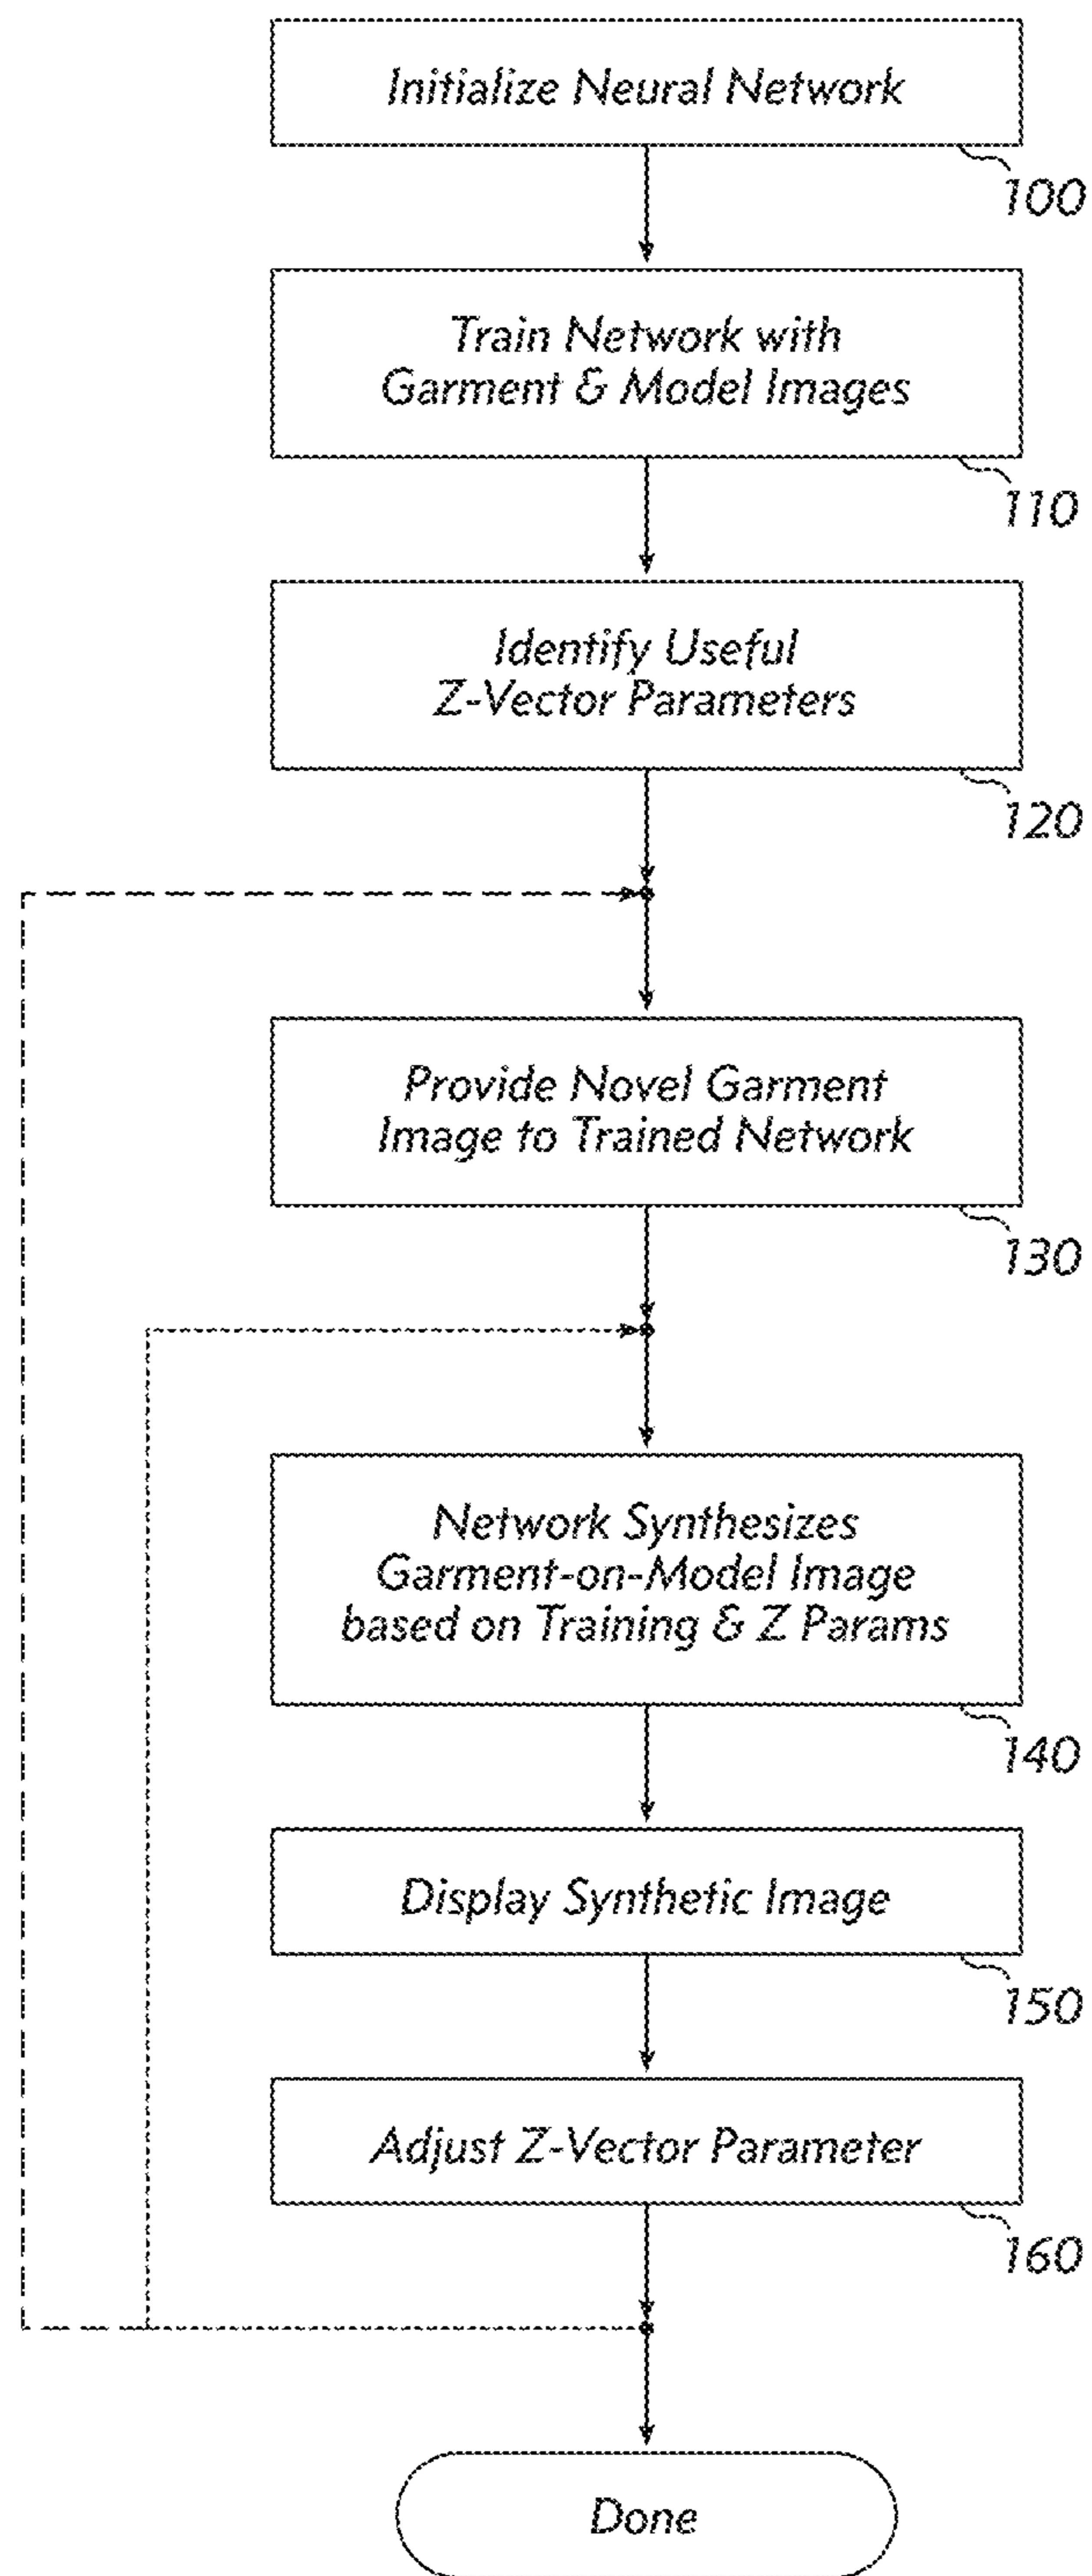 Initialize Neural Network
100
Train Network with
Garment & Model Images
110
Identify Useful
Z-Vector Parameters
120
Provide Novel Garment
Image to Trained Network
130
Network Synthesizes
Garment-on-Model Image
based on Training & Z Params
140
Display Synthetic Image
150
Adjust Z-Vector Parameter
160
Done